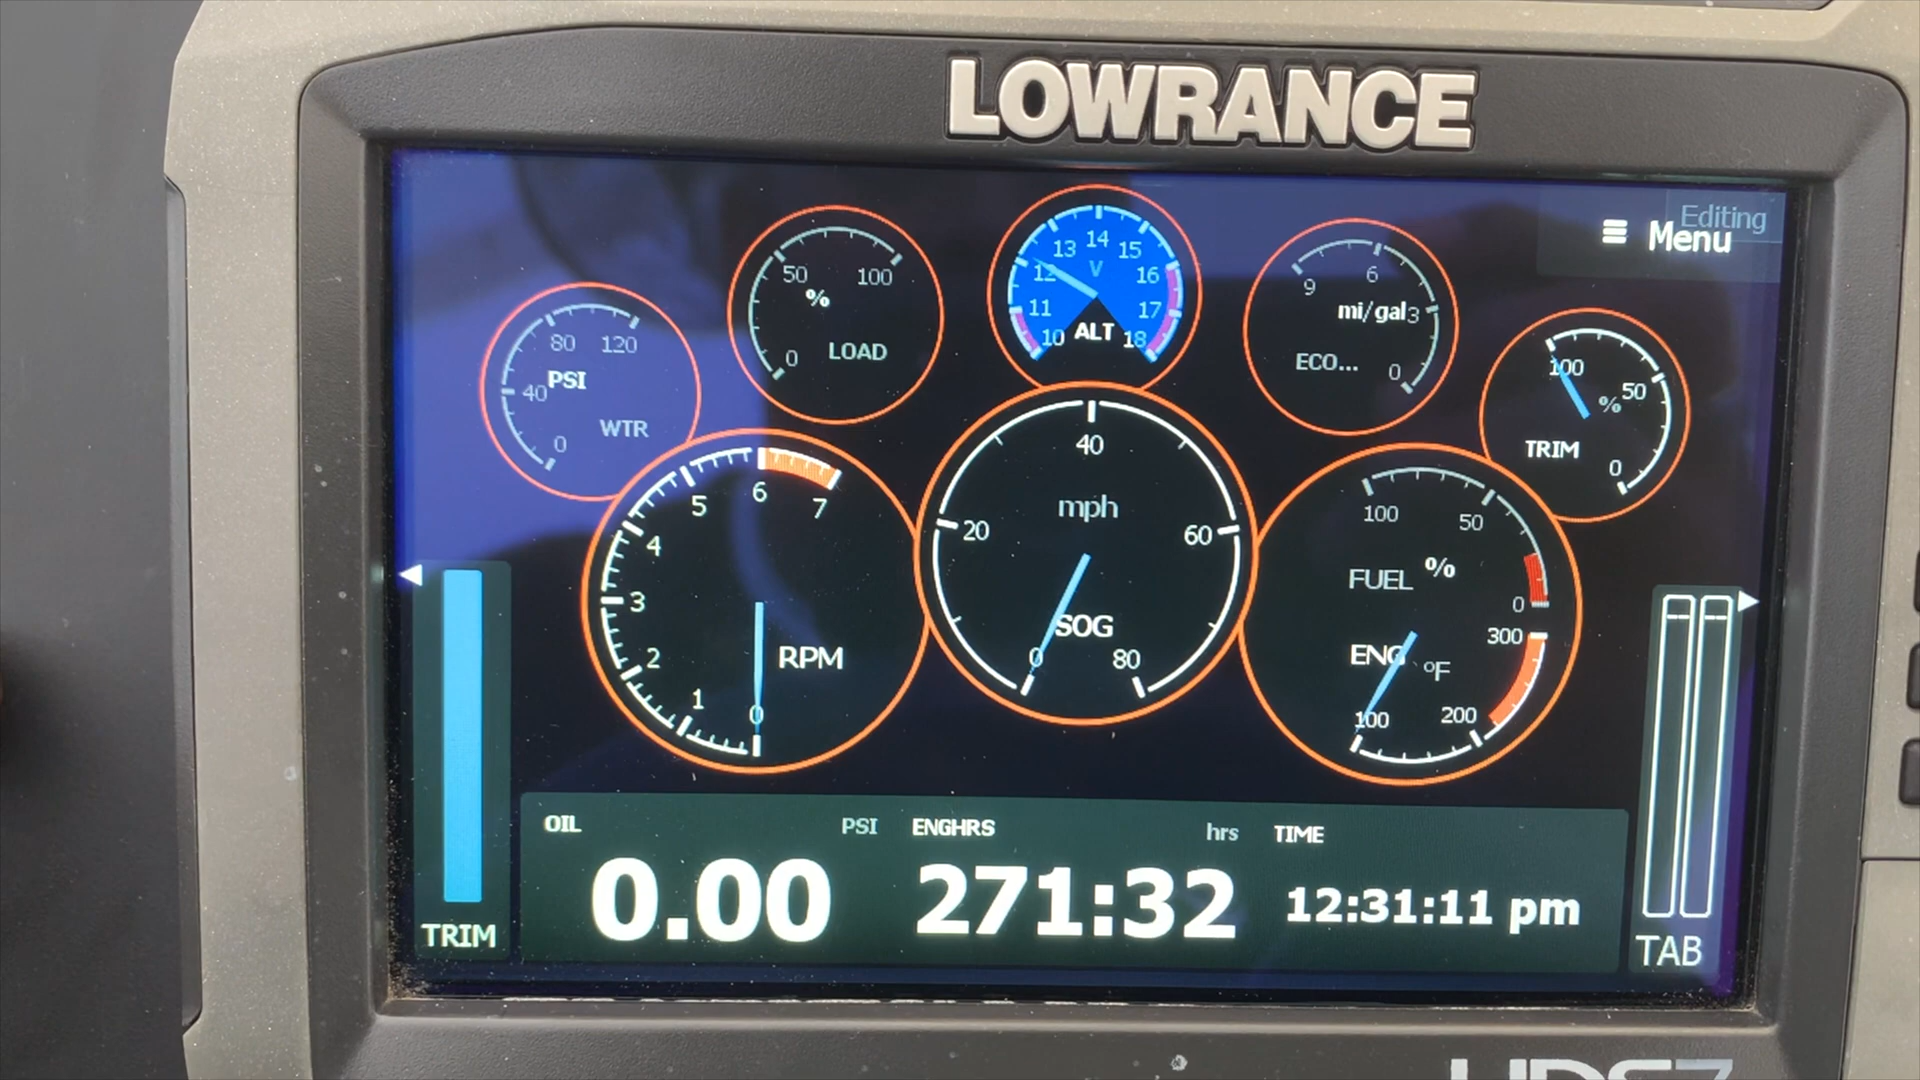 LOWRANCE
Editing
Menu
50 100
%
0 LOAD
10 11 12 13 14 15 16 17 18
V
ALT
9 6 3 0
mi/gal
ECO...
80 120
40 PSI
0 WTR
100 50 0
%
TRIM
0 1 2 3 4 5 6 7
RPM
0 20 40 60 80
mph
SOG
100 50 0
FUEL %
ENG °F
100 200 300
TRIM
TAB
OIL PSI
0.00
ENGHRS hrs
271:32
TIME
12:31:11 pm
HDS7